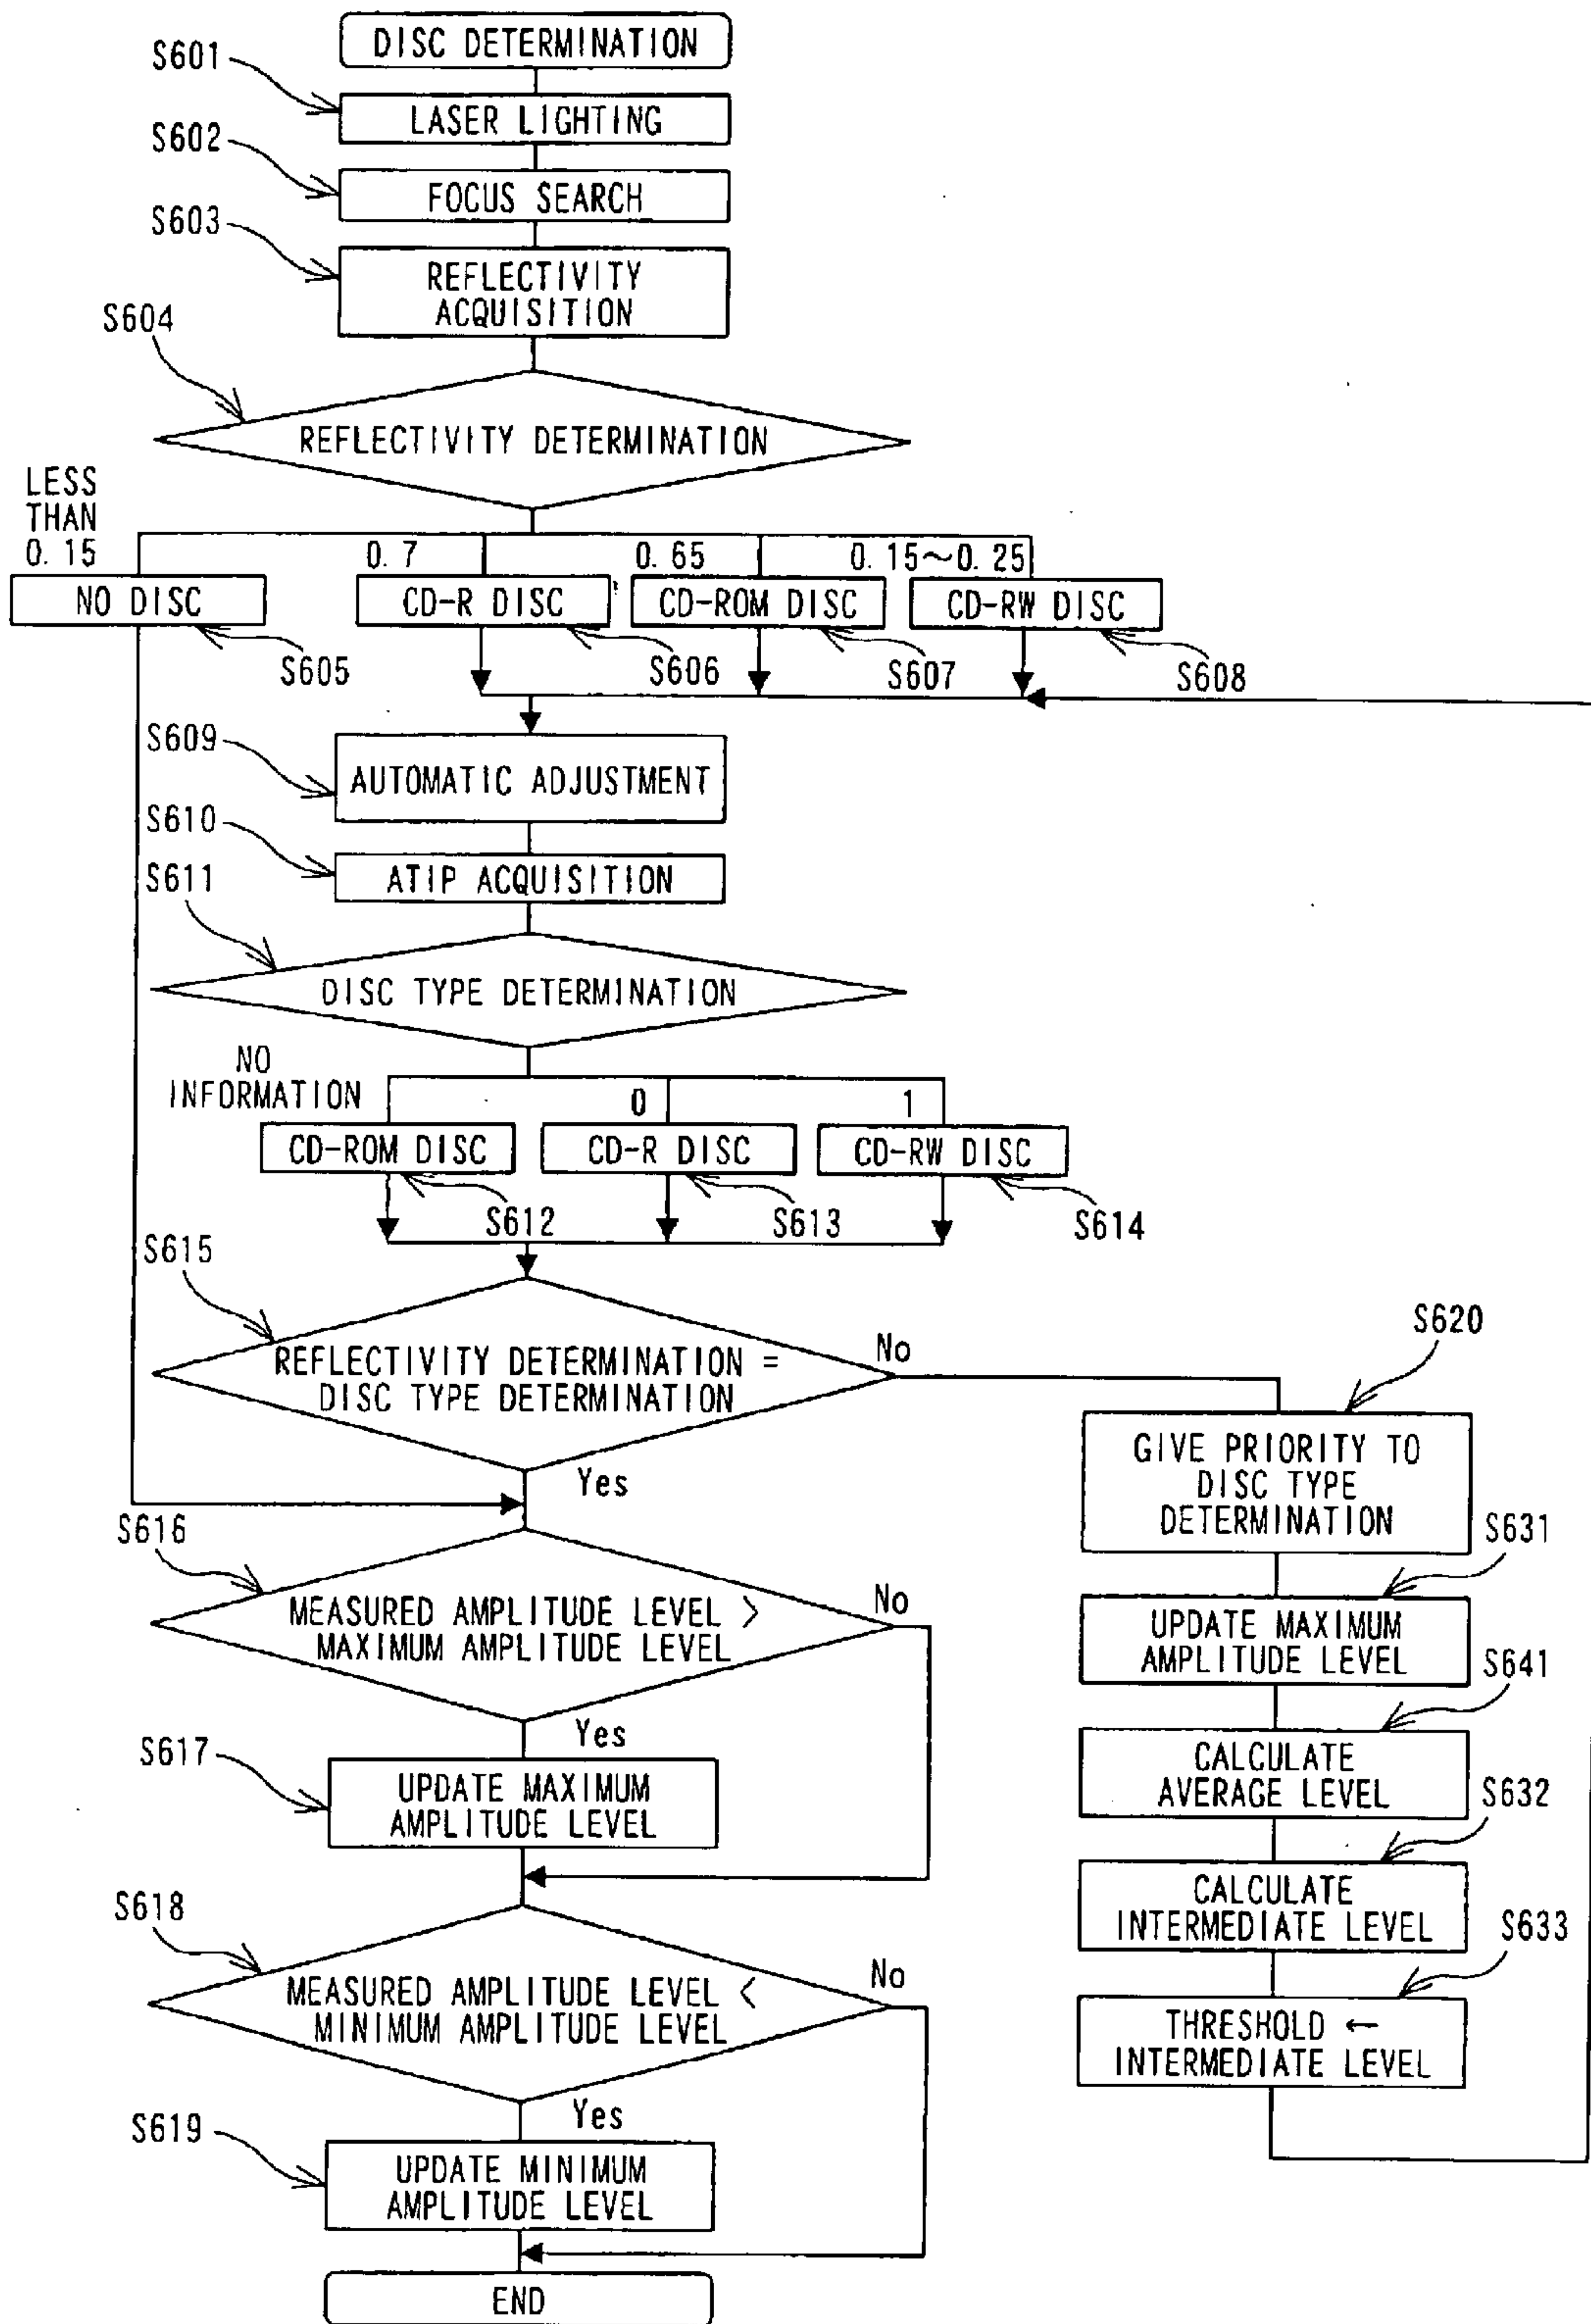 DISC DETERMINATION
S601
LASER LIGHTING
S602
FOCUS SEARCH
S603
REFLECTIVITY
ACQUISITION
S604
REFLECTIVITY DETERMINATION
LESS
THAN
0.15
0.7
0.65
0.15~0.25
NO DISC
CD-R DISC
CD-ROM DISC
CD-RW DISC
S605
S606
S607
S608
S609
AUTOMATIC ADJUSTMENT
S610
ATIP ACQUISITION
S611
DISC TYPE DETERMINATION
NO
INFORMATION
0
1
CD-ROM DISC
CD-R DISC
CD-RW DISC
S612
S613
S614
S615
REFLECTIVITY DETERMINATION =
DISC TYPE DETERMINATION
No
Yes
S620
GIVE PRIORITY TO
DISC TYPE
DETERMINATION
S616
MEASURED AMPLITUDE LEVEL >
MAXIMUM AMPLITUDE LEVEL
No
Yes
S631
UPDATE MAXIMUM
AMPLITUDE LEVEL
S617
UPDATE MAXIMUM
AMPLITUDE LEVEL
S641
CALCULATE
AVERAGE LEVEL
S632
CALCULATE
INTERMEDIATE LEVEL
S618
MEASURED AMPLITUDE LEVEL <
MINIMUM AMPLITUDE LEVEL
No
Yes
S633
THRESHOLD ←
INTERMEDIATE LEVEL
S619
UPDATE MINIMUM
AMPLITUDE LEVEL
END